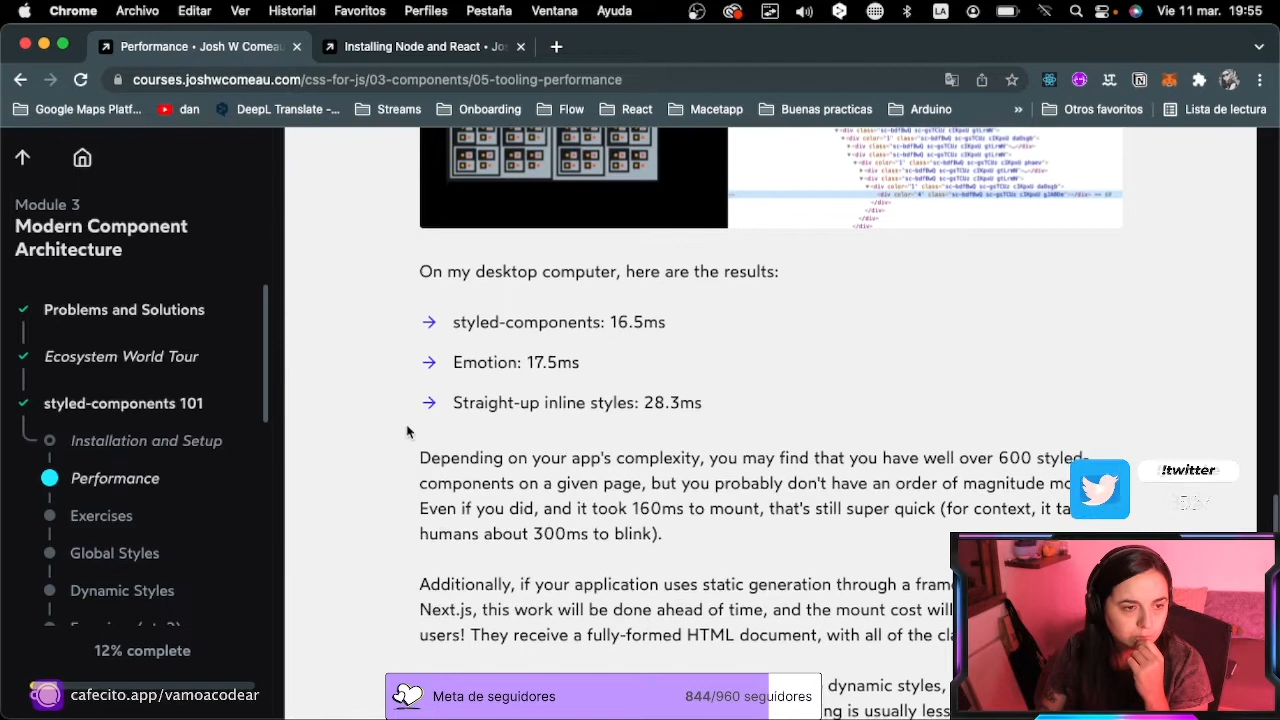 Chrome Archivo Editar Ver Historial Favoritos Perfiles Pestaña Ventana Ayuda LA Vie 11 mar. 19:55
Performance • Josh W Comeau
Installing Node and React • Jos
courses.joshwcomeau.com/css-for-js/03-components/05-tooling-performance
Google Maps Platf... dan DeepL Translate -... Streams Onboarding Flow React Macetapp Buenas practicas Arduino » Otros favoritos Lista de lectura
Module 3
Modern Component
Architecture
Problems and Solutions
Ecosystem World Tour
styled-components 101
Installation and Setup
Performance
Exercises
Global Styles
Dynamic Styles
12% complete
cafecito.app/vamoacodear
On my desktop computer, here are the results:
→ styled-components: 16.5ms
→ Emotion: 17.5ms
→ Straight-up inline styles: 28.3ms
Depending on your app's complexity, you may find that you have well over 600 styled-
components on a given page, but you probably don't have an order of magnitude mo
Even if you did, and it took 160ms to mount, that's still super quick (for context, it ta
humans about 300ms to blink).
Additionally, if your application uses static generation through a fram
Next.js, this work will be done ahead of time, and the mount cost will
users! They receive a fully-formed HTML document, with all of the cla
dynamic styles,
ng is usually less
!twitter
Meta de seguidores 844/960 seguidores